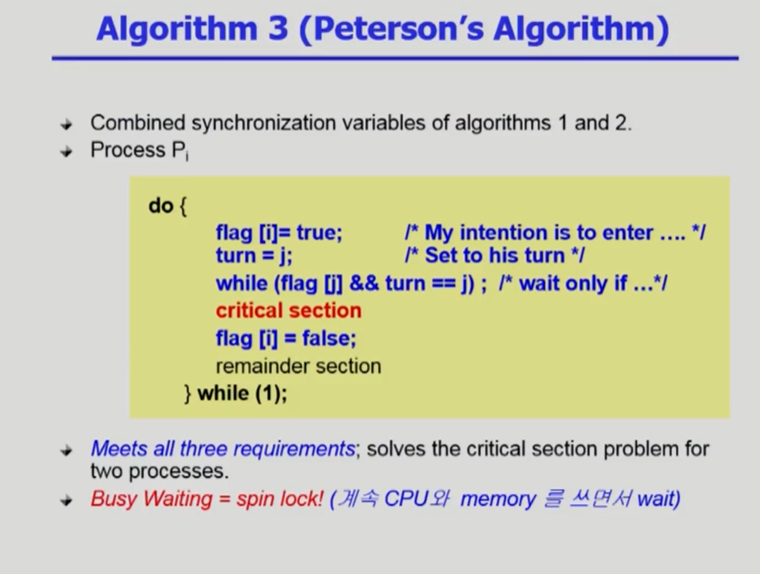 Algorithm 3 (Peterson's Algorithm)
Combined synchronization variables of algorithms 1 and 2.
Process Pi
do {
flag [i]= true; /* My intention is to enter .... */
turn = j; /* Set to his turn */
while (flag [j] && turn == j) ; /* wait only if ...*/
critical section
flag [i] = false;
remainder section
} while (1);
Meets all three requirements; solves the critical section problem for
two processes.
Busy Waiting = spin lock! (계속 CPU와 memory 를 쓰면서 wait)